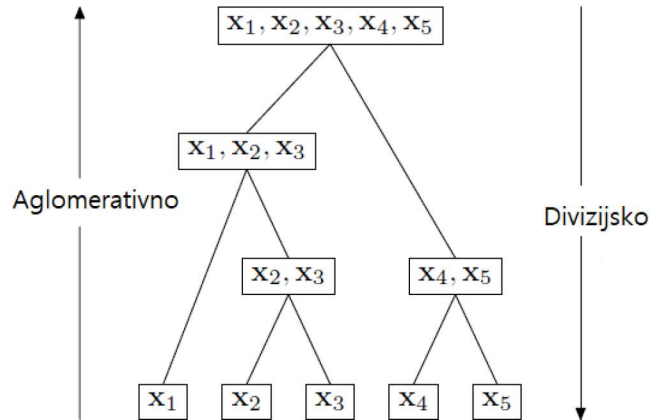 x₁, x₂, x₃, x₄, x₅
x₁, x₂, x₃
Aglomerativno
Divizijsko
x₂, x₃
x₄, x₅
x₁
x₂
x₃
x₄
x₅